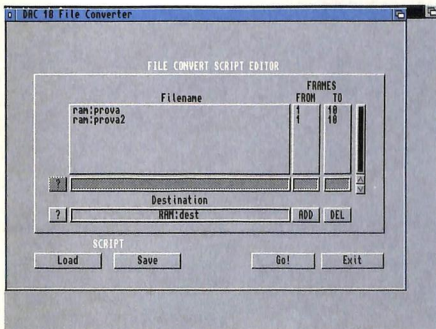 DAC 18 File Converter
FILE CONVERT SCRIPT EDITOR
FRAMES
Filename FROM TO
ram:prova 1 10
ram:prova2 1 10
?
Destination
? RAM:dest ADD DEL
SCRIPT
Load Save Go! Exit